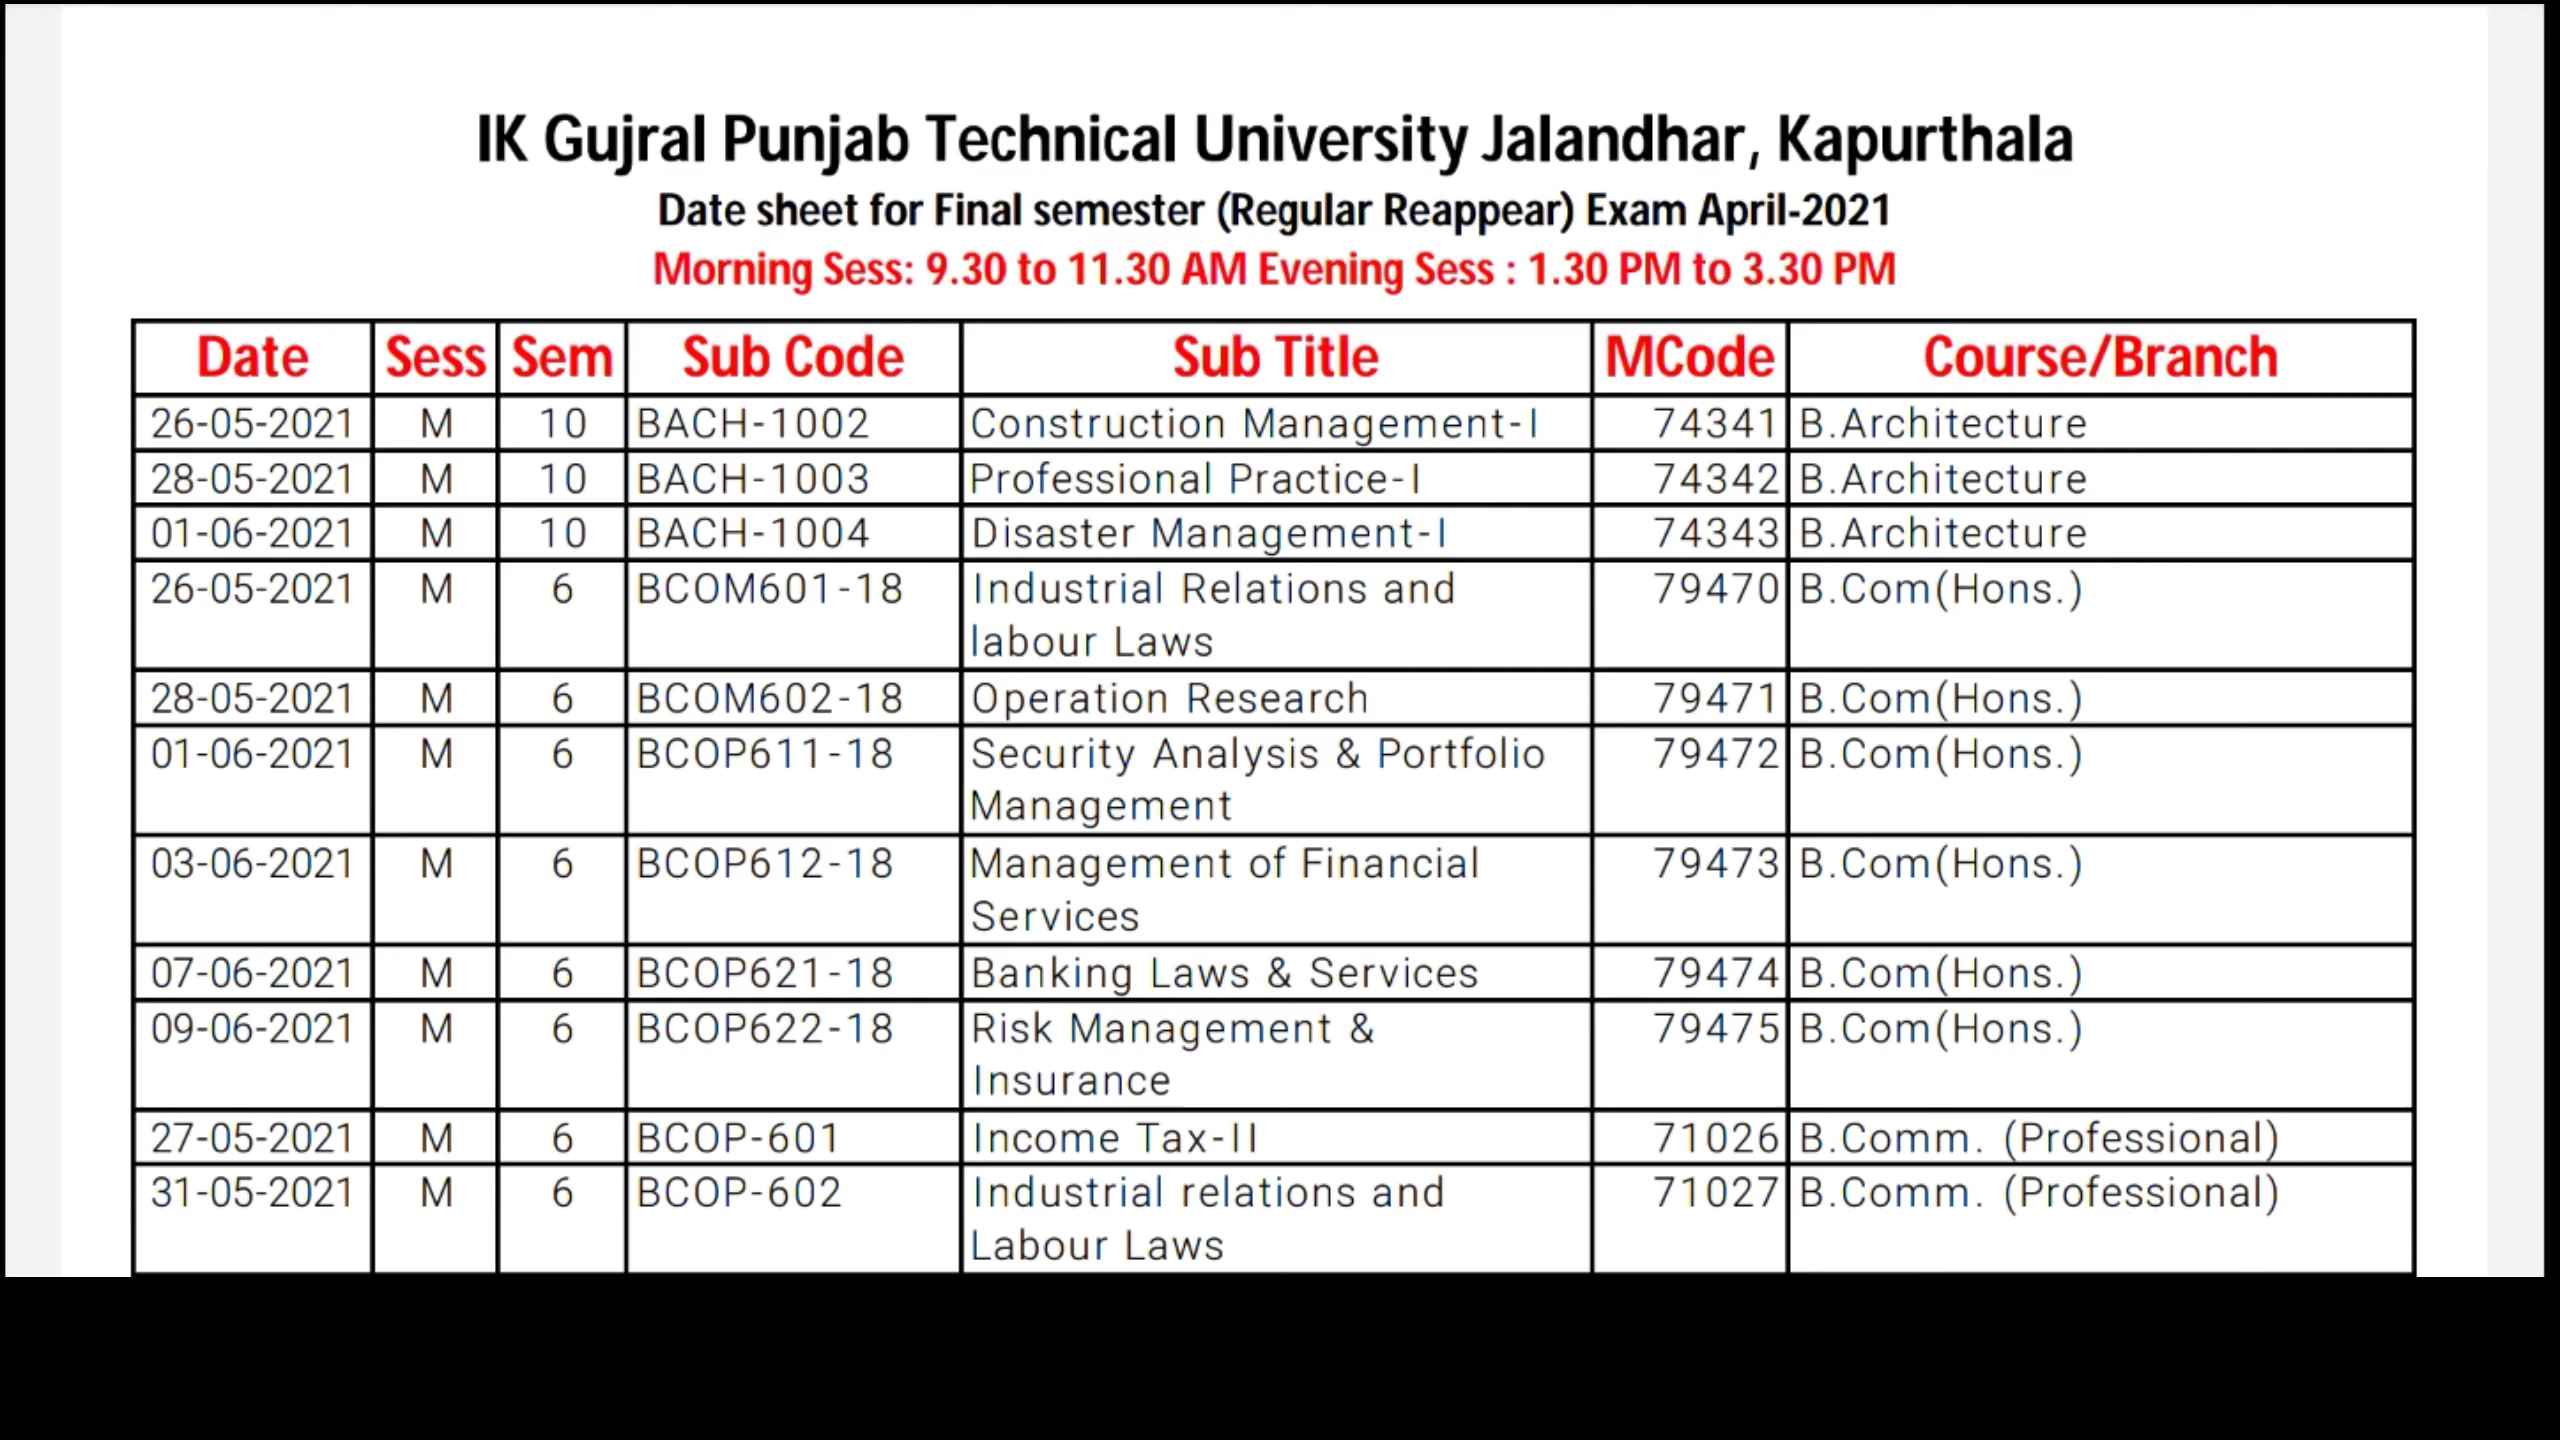 IK Gujral Punjab Technical University Jalandhar, Kapurthala
Date sheet for Final semester (Regular Reappear) Exam April-2021
Morning Sess: 9.30 to 11.30 AM Evening Sess : 1.30 PM to 3.30 PM
Date Sess Sem Sub Code Sub Title MCode Course/Branch
26-05-2021 M 10 BACH-1002 Construction Management-I 74341 B.Architecture
28-05-2021 M 10 BACH-1003 Professional Practice-I 74342 B.Architecture
01-06-2021 M 10 BACH-1004 Disaster Management-I 74343 B.Architecture
26-05-2021 M 6 BCOM601-18 Industrial Relations and 79470 B.Com(Hons.)
labour Laws
28-05-2021 M 6 BCOM602-18 Operation Research 79471 B.Com(Hons.)
01-06-2021 M 6 BCOP611-18 Security Analysis & Portfolio 79472 B.Com(Hons.)
Management
03-06-2021 M 6 BCOP612-18 Management of Financial 79473 B.Com(Hons.)
Services
07-06-2021 M 6 BCOP621-18 Banking Laws & Services 79474 B.Com(Hons.)
09-06-2021 M 6 BCOP622-18 Risk Management & 79475 B.Com(Hons.)
Insurance
27-05-2021 M 6 BCOP-601 Income Tax-II 71026 B.Comm. (Professional)
31-05-2021 M 6 BCOP-602 Industrial relations and 71027 B.Comm. (Professional)
Labour Laws